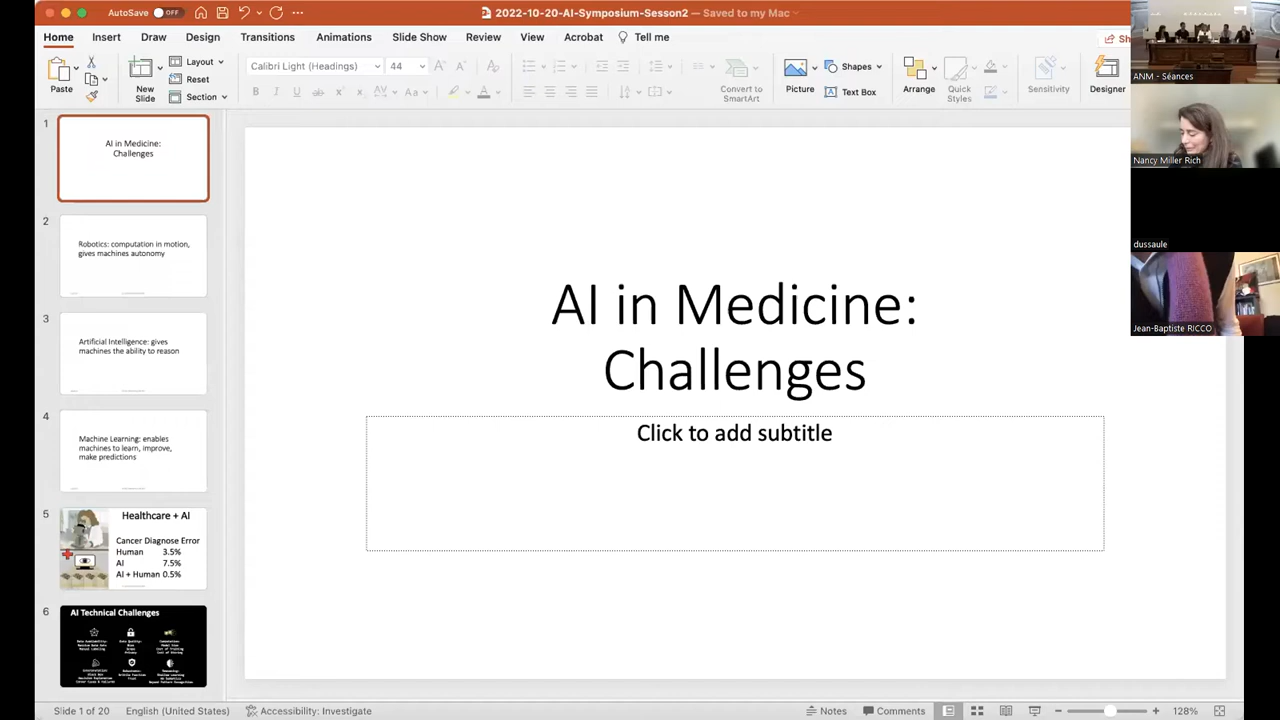 AutoSave OFF
2022-10-20-AI-Symposium-Sesson2 — Saved to my Mac
Home Insert Draw Design Transitions Animations Slide Show Review View Acrobat Tell me
Paste
New Slide
Layout
Reset
Section
Calibri Light (Headings) 44
Convert to SmartArt
Picture
Shapes
Text Box
Arrange
Quick Styles
Sensitivity
Designer
ANM - Séances
Nancy Miller Rich
dussaule
Jean-Baptiste RICCO
1
AI in Medicine:
Challenges
2
Robotics: computation in motion,
gives machines autonomy
3
Artificial Intelligence: gives
machines the ability to reason
4
Machine Learning: enables
machines to learn, improve,
make predictions
5
Healthcare + AI
Cancer Diagnose Error
Human 3.5%
AI 7.5%
AI + Human 0.5%
6
AI Technical Challenges
AI in Medicine:
Challenges
Click to add subtitle
Slide 1 of 20 English (United States) Accessibility: Investigate Notes Comments 128%